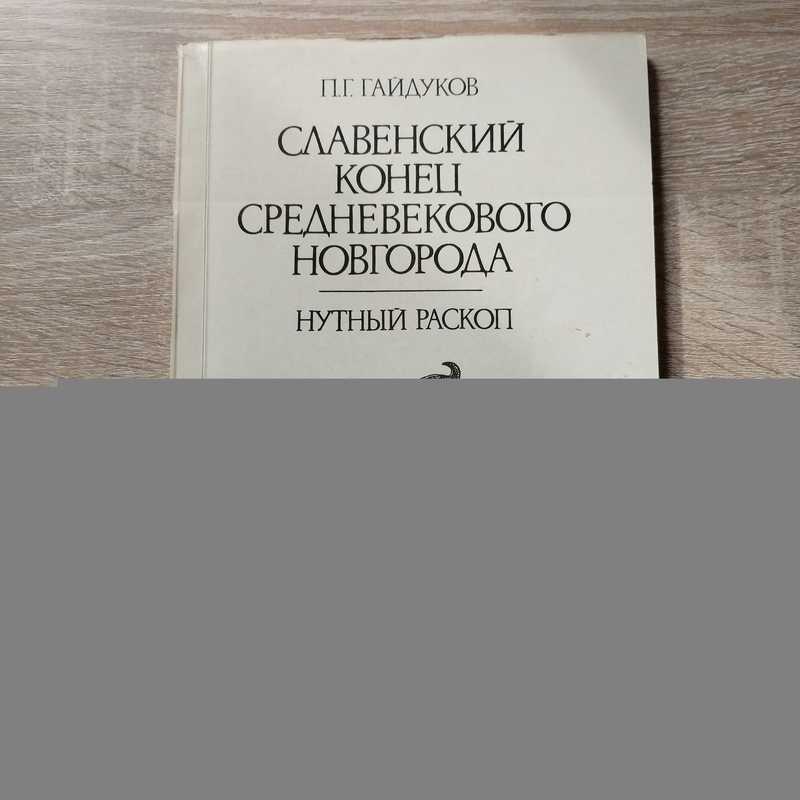 П.Г. ГАЙДУКОВ
СЛАВЕНСКИЙ
КОНЕЦ
СРЕДНЕВЕКОВОГО
НОВГОРОДА
НУТНЫЙ РАСКОП